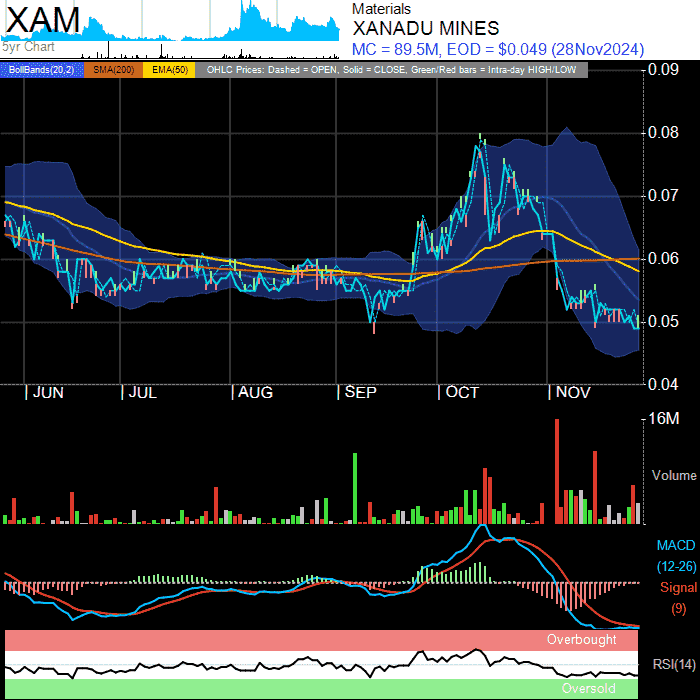 XAM
5yr Chart
Materials
XANADU MINES
MC = 89.5M, EOD = $0.049 (28Nov2024)
BollBands(20,2) SMA(200) EMA(50) OHLC Prices: Dashed = OPEN, Solid = CLOSE, Green/Red bars = Intra-day HIGH/LOW
0.09
0.08
0.07
0.06
0.05
0.04
JUN JUL AUG SEP OCT NOV
16M
Volume
MACD
(12-26)
Signal
(9)
Overbought
RSI(14)
Oversold